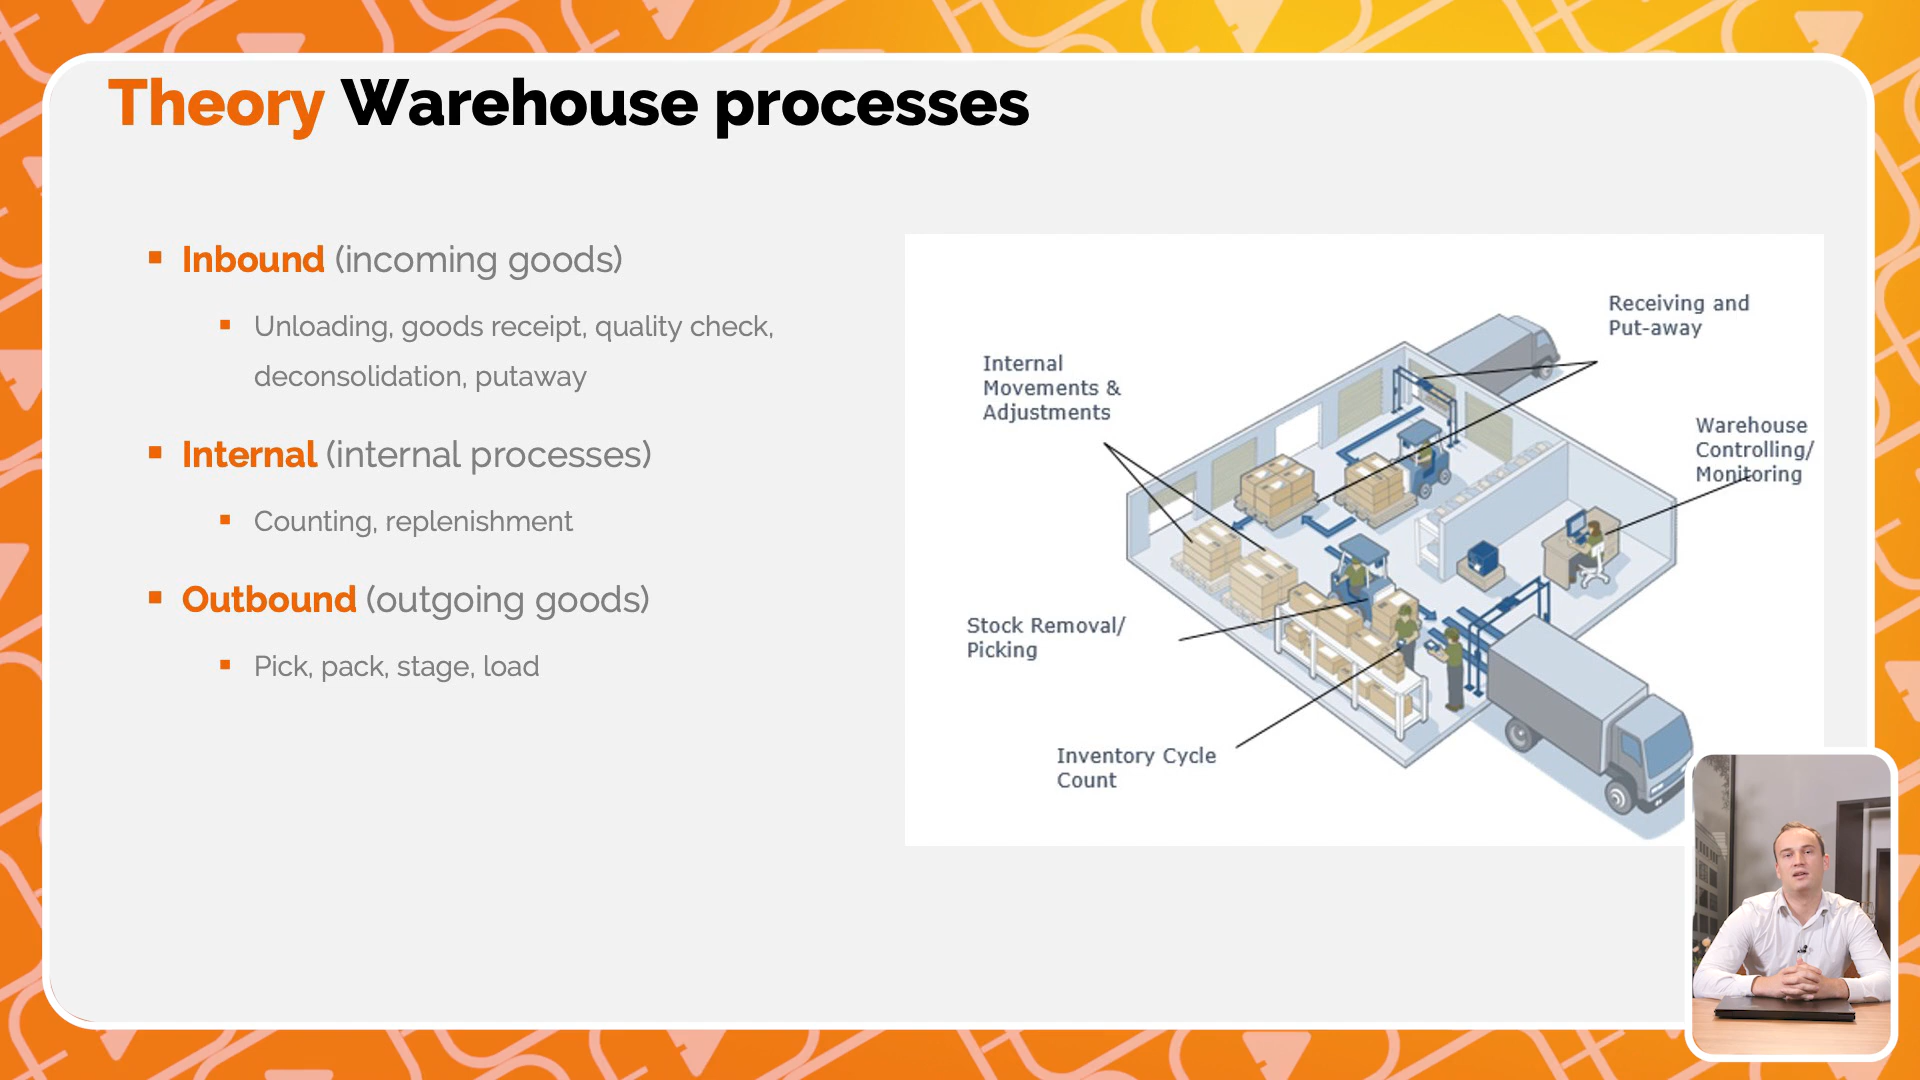 Theory Warehouse processes
Inbound (incoming goods)
Unloading, goods receipt, quality check,
deconsolidation, putaway
Internal (internal processes)
Counting, replenishment
Outbound (outgoing goods)
Pick, pack, stage, load
Receiving and
Put-away
Internal
Movements &
Adjustments
Warehouse
Controlling/
Monitoring
Stock Removal/
Picking
Inventory Cycle
Count